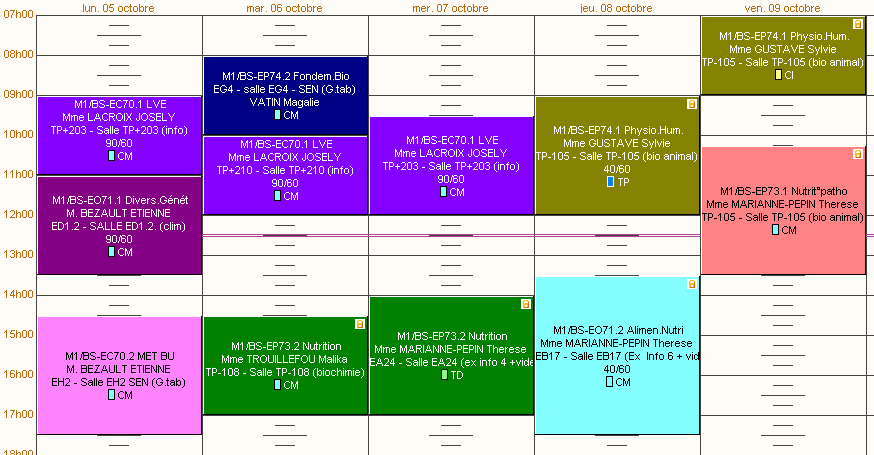 lun. 05 octobre
mar. 06 octobre
mer. 07 octobre
jeu. 08 octobre
ven. 09 octobre
07h00
08h00
09h00
10h00
11h00
12h00
13h00
14h00
15h00
16h00
17h00
18h00
M1/BS-EC70.1 LVE
Mme LACROIX JOSELY
TP+203 - Salle TP+203 (info)
90/60
CM
M1/BS-EO71.1 Divers.Génét
M. BEZAULT ETIENNE
ED1.2 - SALLE ED1.2. (clim)
90/60
CM
M1/BS-EC70.2 MET BU
M. BEZAULT ETIENNE
EH2 - Salle EH2 SEN (G.tab)
CM
M1/BS-EP74.2 Fondem.Bio
EG4 - salle EG4 - SEN (G.tab)
VATIN Magalie
CM
M1/BS-EC70.1 LVE
Mme LACROIX JOSELY
TP+210 - Salle TP+210 (info)
90/60
CM
M1/BS-EP73.2 Nutrition
Mme TROUILLEFOU Malika
TP-108 - Salle TP-108 (biochimie)
CM
M1/BS-EC70.1 LVE
Mme LACROIX JOSELY
TP+203 - Salle TP+203 (info)
90/60
CM
M1/BS-EP73.2 Nutrition
Mme MARIANNE-PEPIN Therese
EA24 - Salle EA24 (ex info 4 +vide
TD
M1/BS-EP74.1 Physio.Hum.
Mme GUSTAVE Sylvie
TP-105 - Salle TP-105 (bio animal)
40/60
TP
M1/BS-EO71.2 Alimen.Nutri
Mme MARIANNE-PEPIN Therese
EB17 - Salle EB17 (Ex Info 6 + vid
40/60
CM
M1/BS-EP74.1 Physio.Hum.
Mme GUSTAVE Sylvie
TP-105 - Salle TP-105 (bio animal)
CI
M1/BS-EP73.1 Nutrit°patho
Mme MARIANNE-PEPIN Therese
TP-105 - Salle TP-105 (bio animal)
CM